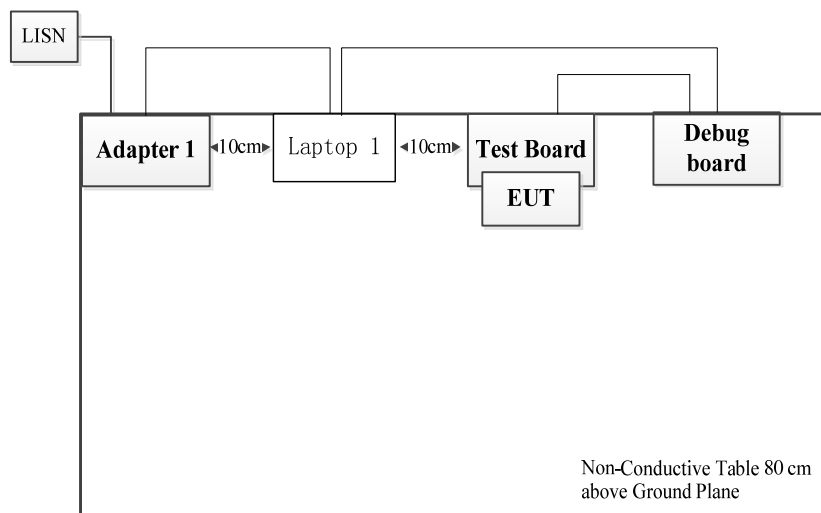 LISN
Adapter 1
10cm
Laptop 1
10cm
Test Board
EUT
Debug
board
Non-Conductive Table 80 cm
above Ground Plane